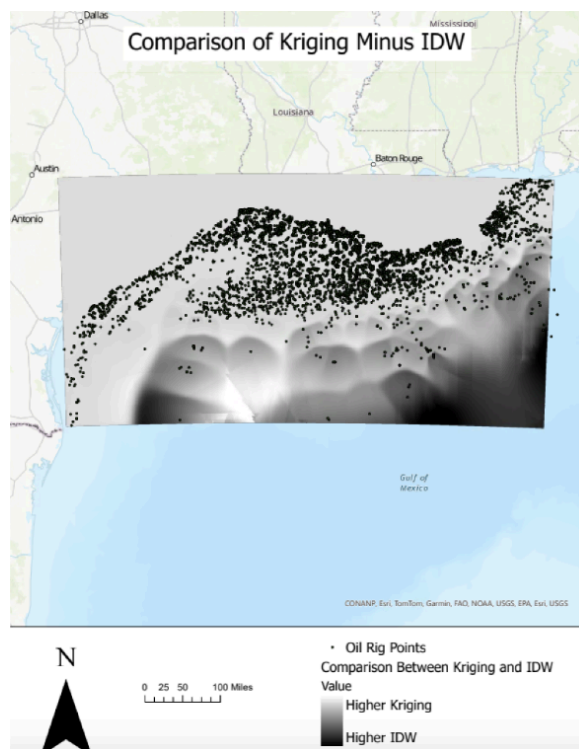 Dallas
Mississippi
Comparison of Kriging Minus IDW
Louisiana
Baton Rouge
Austin
Antonio
Gulf of
Mexico
CONANP, Esri, TomTom, Garmin, FAO, NOAA, USGS, EPA, Esri, USGS
N
Oil Rig Points
Comparison Between Kriging and IDW
Value
Higher Kriging
Higher IDW
0 25 50 100 Miles